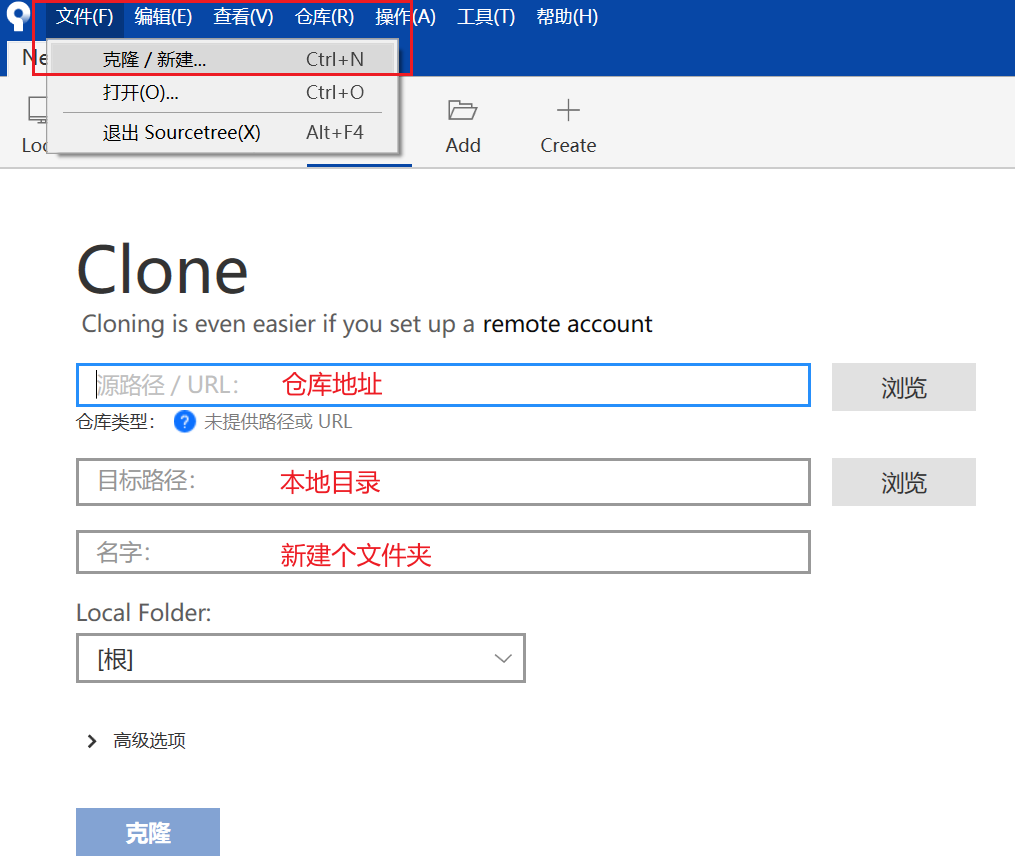 文件(F) 编辑(E) 查看(V) 仓库(R) 操作(A) 工具(T) 帮助(H)
Ne
克隆 / 新建... Ctrl+N
打开(O)... Ctrl+O
退出 Sourcetree(X) Alt+F4
Loc
Add
Create
Clone
Cloning is even easier if you set up a remote account
源路径 / URL: 仓库地址
浏览
仓库类型: ? 未提供路径或 URL
目标路径: 本地目录
浏览
名字: 新建个文件夹
Local Folder:
[根]
高级选项
克隆